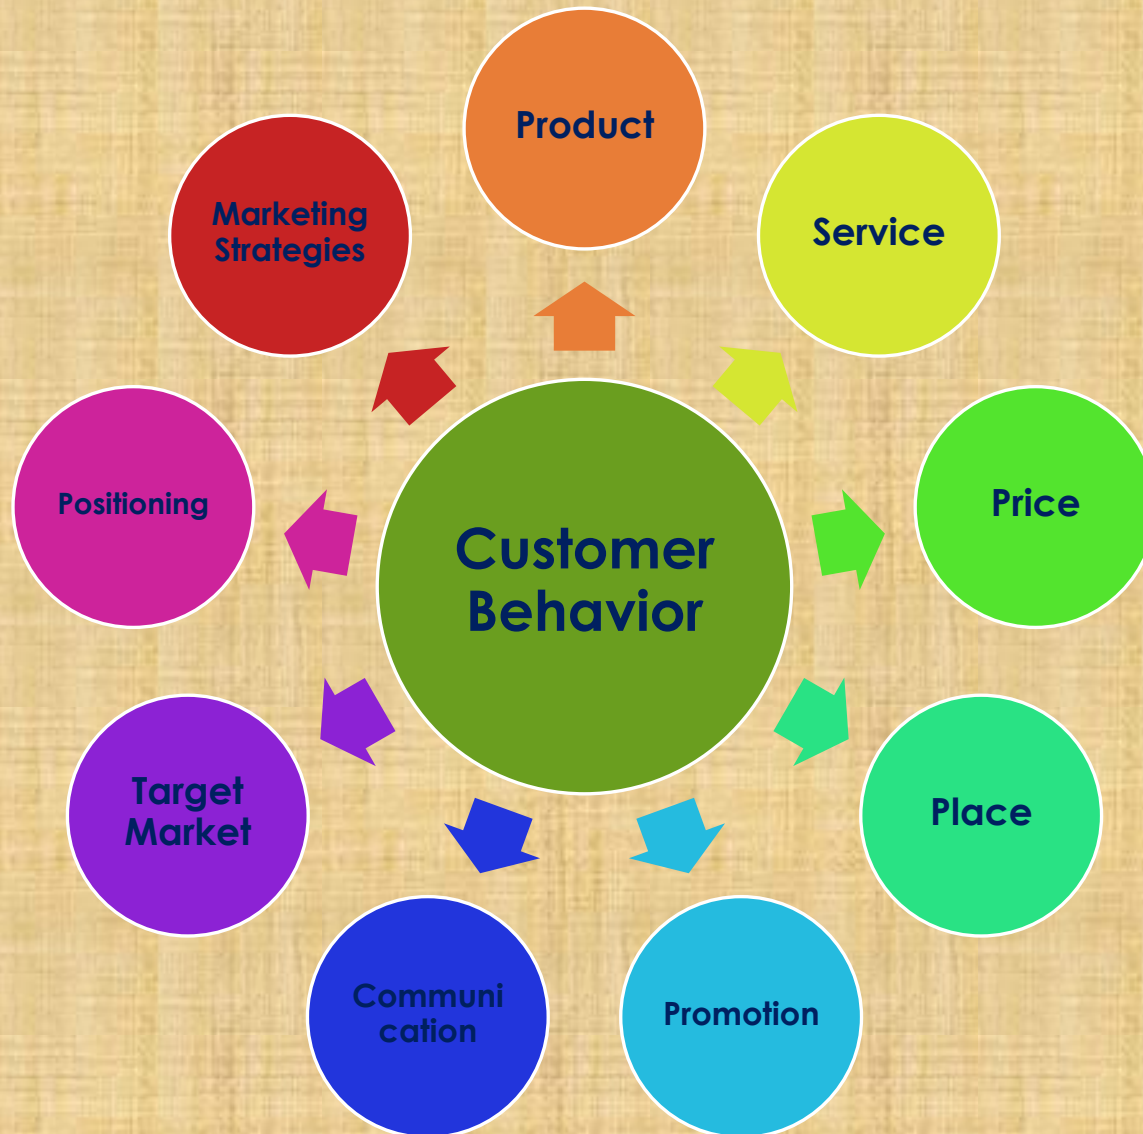 Product
Service
Price
Place
Promotion
Communi
cation
Target
Market
Positioning
Marketing
Strategies
Customer
Behavior